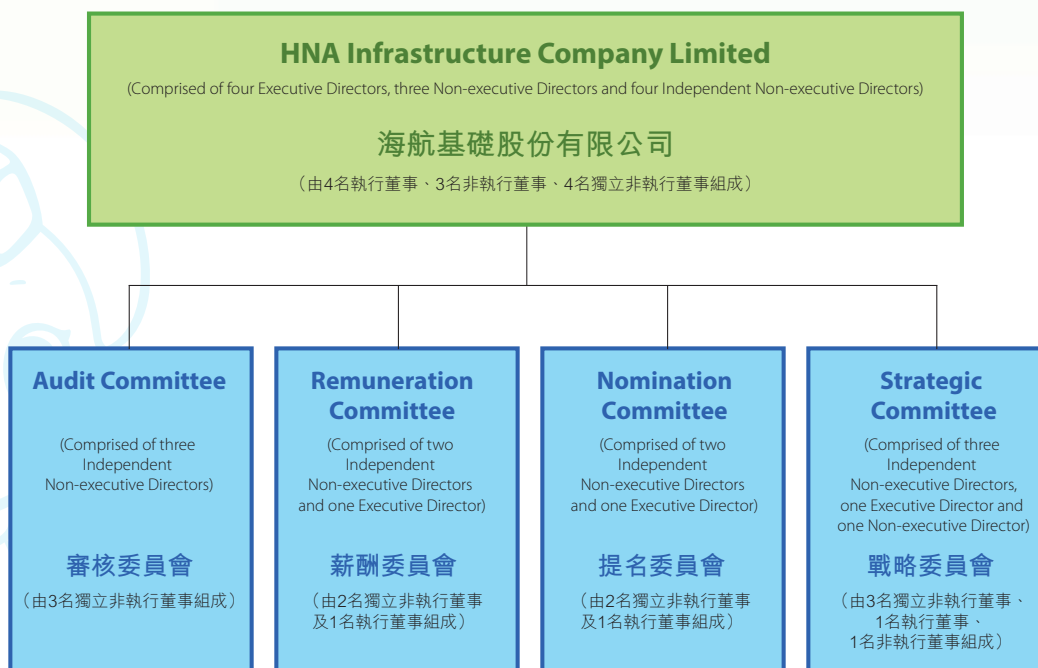 HNA Infrastructure Company Limited
(Comprised of four Executive Directors, three Non-executive Directors and four Independent Non-executive Directors)
海航基礎股份有限公司
（由4名執行董事、3名非執行董事、4名獨立非執行董事組成）
Audit Committee
(Comprised of three
Independent
Non-executive Directors)
審核委員會
（由3名獨立非執行董事組成）
Remuneration
Committee
(Comprised of two
Independent
Non-executive Directors
and one Executive Director)
薪酬委員會
（由2名獨立非執行董事
及1名執行董事組成）
Nomination
Committee
(Comprised of two
Independent
Non-executive Directors
and one Executive Director)
提名委員會
（由2名獨立非執行董事
及1名執行董事組成）
Strategic
Committee
(Comprised of three
Independent
Non-executive Directors,
one Executive Director and
one Non-executive Director)
戰略委員會
（由3名獨立非執行董事、
1名執行董事、
1名非執行董事組成）